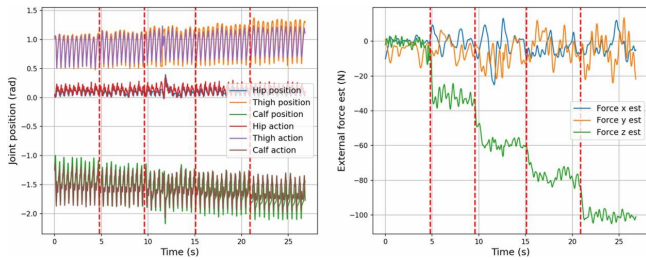 Joint position (rad)
1.5
1.0
0.5
0.0
−0.5
−1.0
−1.5
−2.0
Hip position
Thigh position
Calf position
Hip action
Thigh action
Calf action
0 5 10 15 20 25
Time (s)
External force est (N)
0
−20
−40
−60
−80
−100
Force x est
Force y est
Force z est
0 5 10 15 20 25
Time (s)